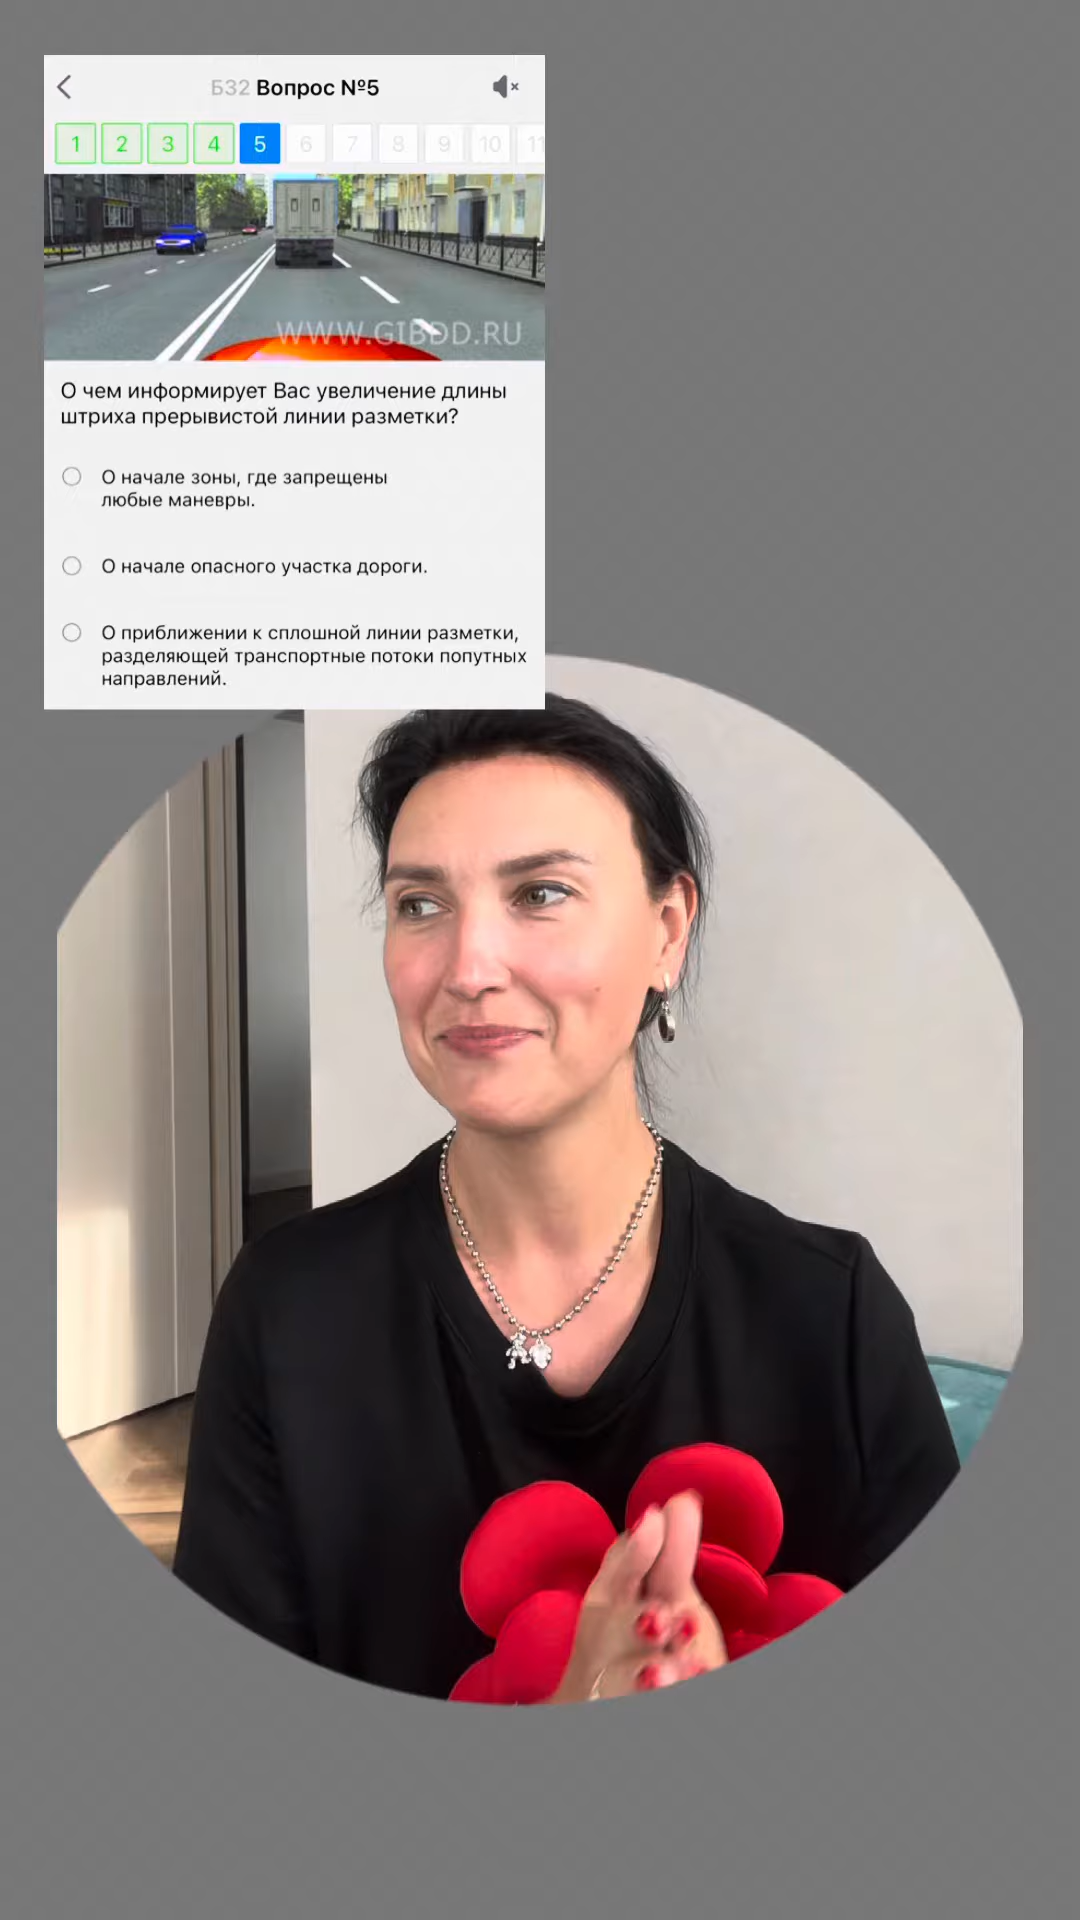 Б32 Вопрос №5
1 2 3 4 5 6 7 8 9 10 11
WWW.GIBDD.RU
О чем информирует Вас увеличение длины
штриха прерывистой линии разметки?
О начале зоны, где запрещены
любые маневры.
О начале опасного участка дороги.
О приближении к сплошной линии разметки,
разделяющей транспортные потоки попутных
направлений.